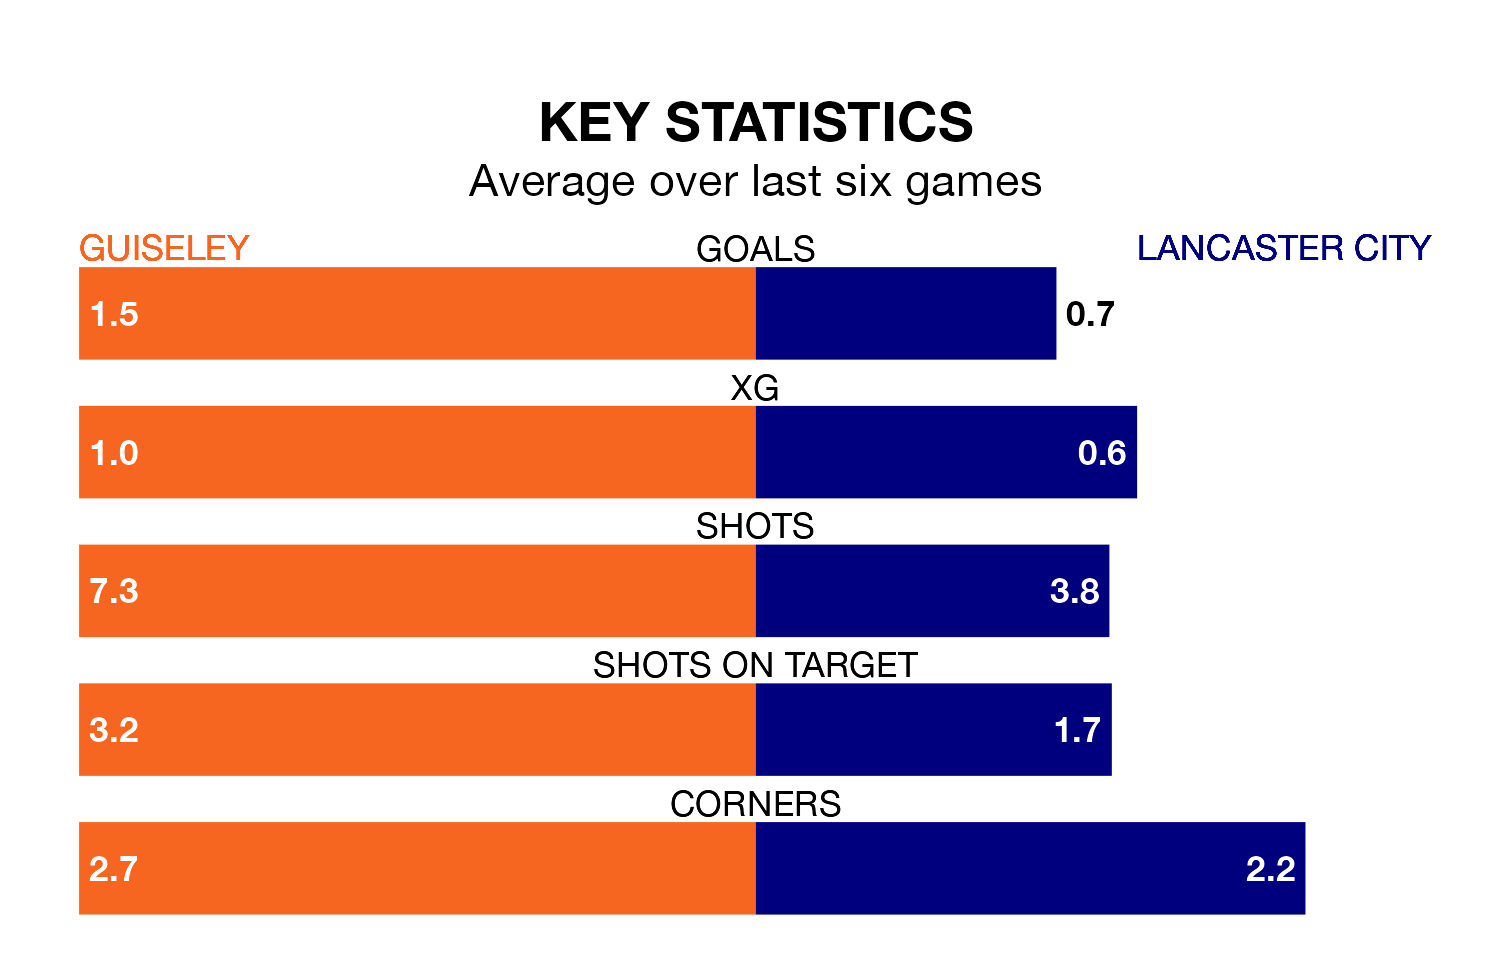 KEY STATISTICS
Average over last six games
GUISELEY GOALS LANCASTER CITY
1.5 0.7
XG
1.0 0.6
SHOTS
7.3 3.8
SHOTS ON TARGET
3.2 1.7
CORNERS
2.7 2.2